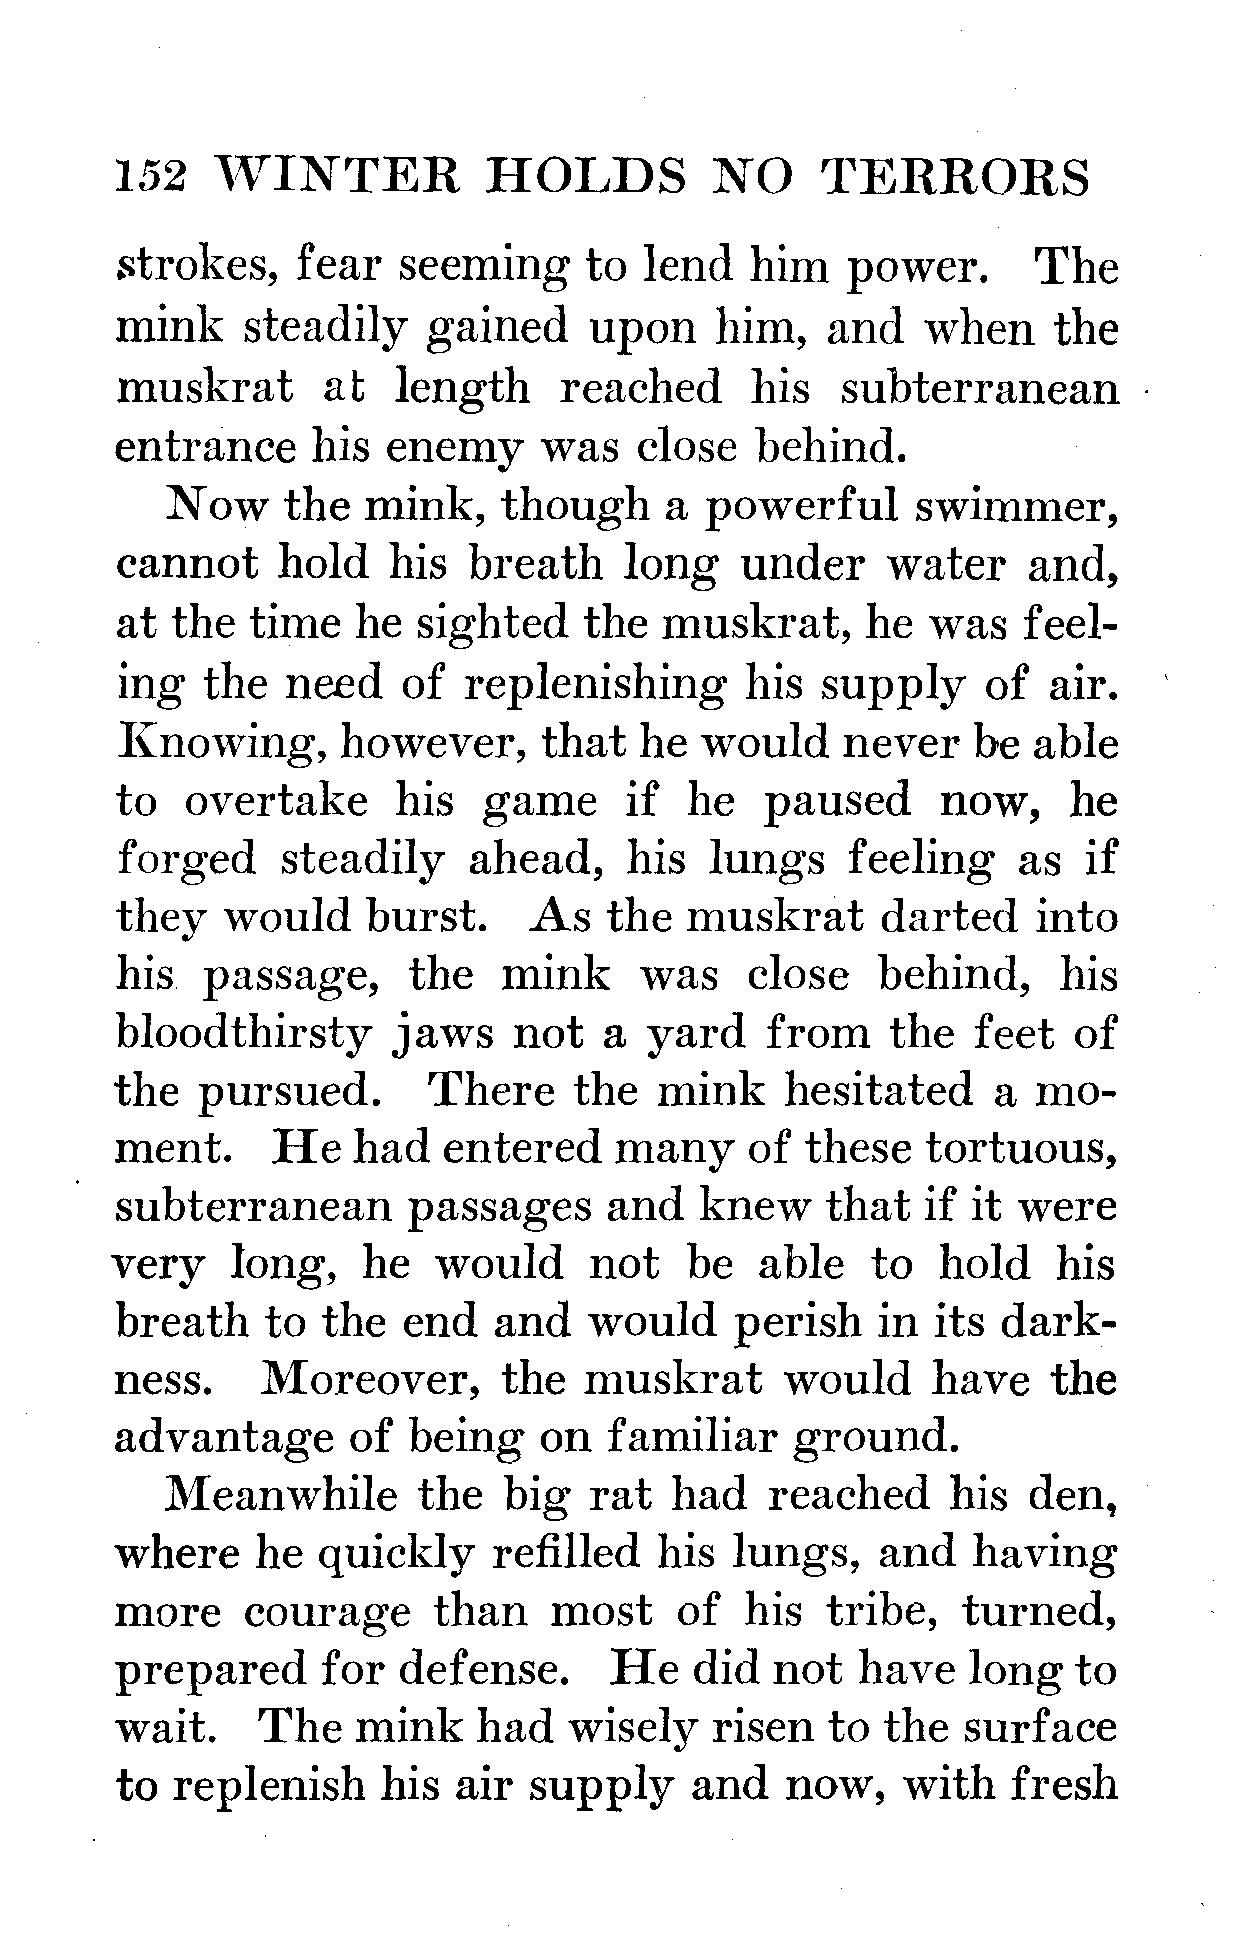 152 WINTER HOLDS NO TERRORS
strokes, fear seeming to lend him power. The
mink steadily gained upon him, and when the
muskrat at length reached his subterranean
entrance his enemy was close behind.
Now the mink, though a powerful swimmer,
cannot hold his breath long under water and,
at the time he sighted the muskrat, he was feel-
ing the need of replenishing his supply of air.
Knowing, however, that he would never be able
to overtake his game if he paused now, he
forged steadily ahead, his lungs feeling as if
they would burst. As the muskrat darted into
his passage, the mink was close behind, his
bloodthirsty jaws not a yard from the feet of
the pursued. There the mink hesitated a mo-
ment. He had entered many of these tortuous,
subterranean passages and knew that if it were
very long, he would not be able to hold his
breath to the end and would perish in its dark-
ness. Moreover, the muskrat would have the
advantage of being on familiar ground.
Meanwhile the big rat had reached his den,
where he quickly refilled his lungs, and having
more courage than most of his tribe, turned,
prepared for defense. He did not have long to
wait. The mink had wisely risen to the surface
to replenish his air supply and now, with fresh